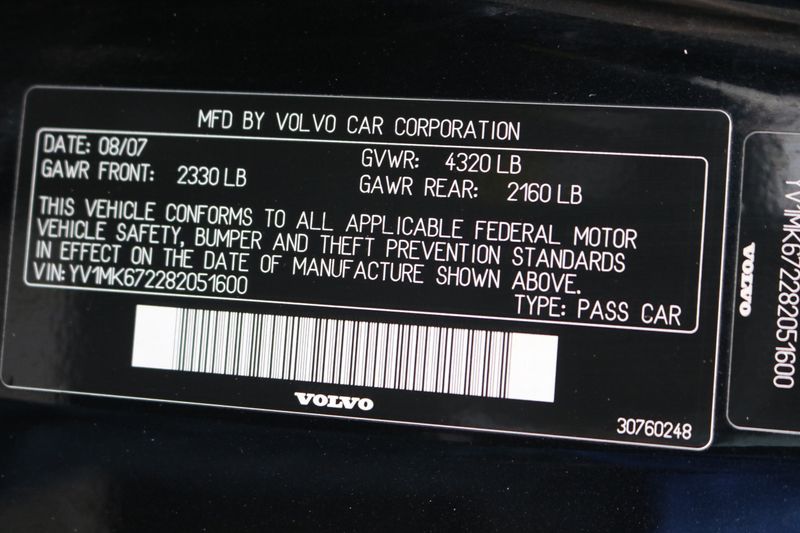 MFD BY VOLVO CAR CORPORATION
DATE: 08/07 GVWR: 4320 LB
GAWR FRONT: 2330 LB GAWR REAR: 2160 LB
THIS VEHICLE CONFORMS TO ALL APPLICABLE FEDERAL MOTOR
VEHICLE SAFETY, BUMPER AND THEFT PREVENTION STANDARDS
IN EFFECT ON THE DATE OF MANUFACTURE SHOWN ABOVE.
VIN: YV1MK672282051600
TYPE: PASS CAR
VOLVO
30760248
VOLVO
YV1MK672282051600